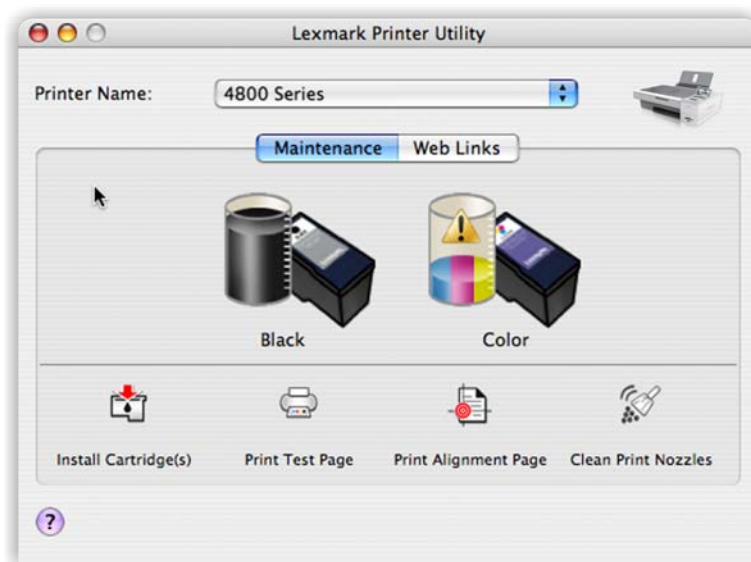 Lexmark Printer Utility
Printer Name:
4800 Series
Maintenance
Web Links
Black
Color
Install Cartridge(s)
Print Test Page
Print Alignment Page
Clean Print Nozzles
?